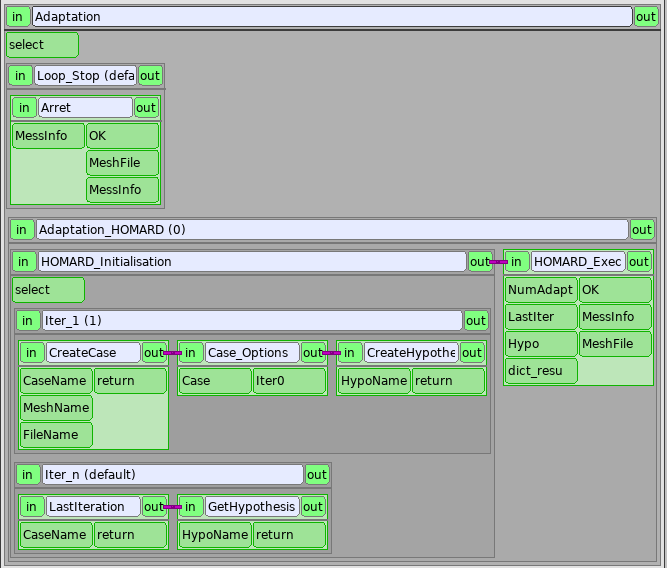 in Adaptation out
select
in Loop_Stop (defa out
in Arret out
MessInfo OK
MeshFile
MessInfo
in Adaptation_HOMARD (0) out
in HOMARD_Initialisation out in HOMARD_Exec out
select NumAdapt OK
LastIter MessInfo
in Iter_1 (1) out
Hypo MeshFile
dict_resu
in CreateCase out in Case_Options out in CreateHypothe out
CaseName return Case Iter0 HypoName return
MeshName
FileName
in Iter_n (default) out
in LastIteration out in GetHypothesis out
CaseName return HypoName return